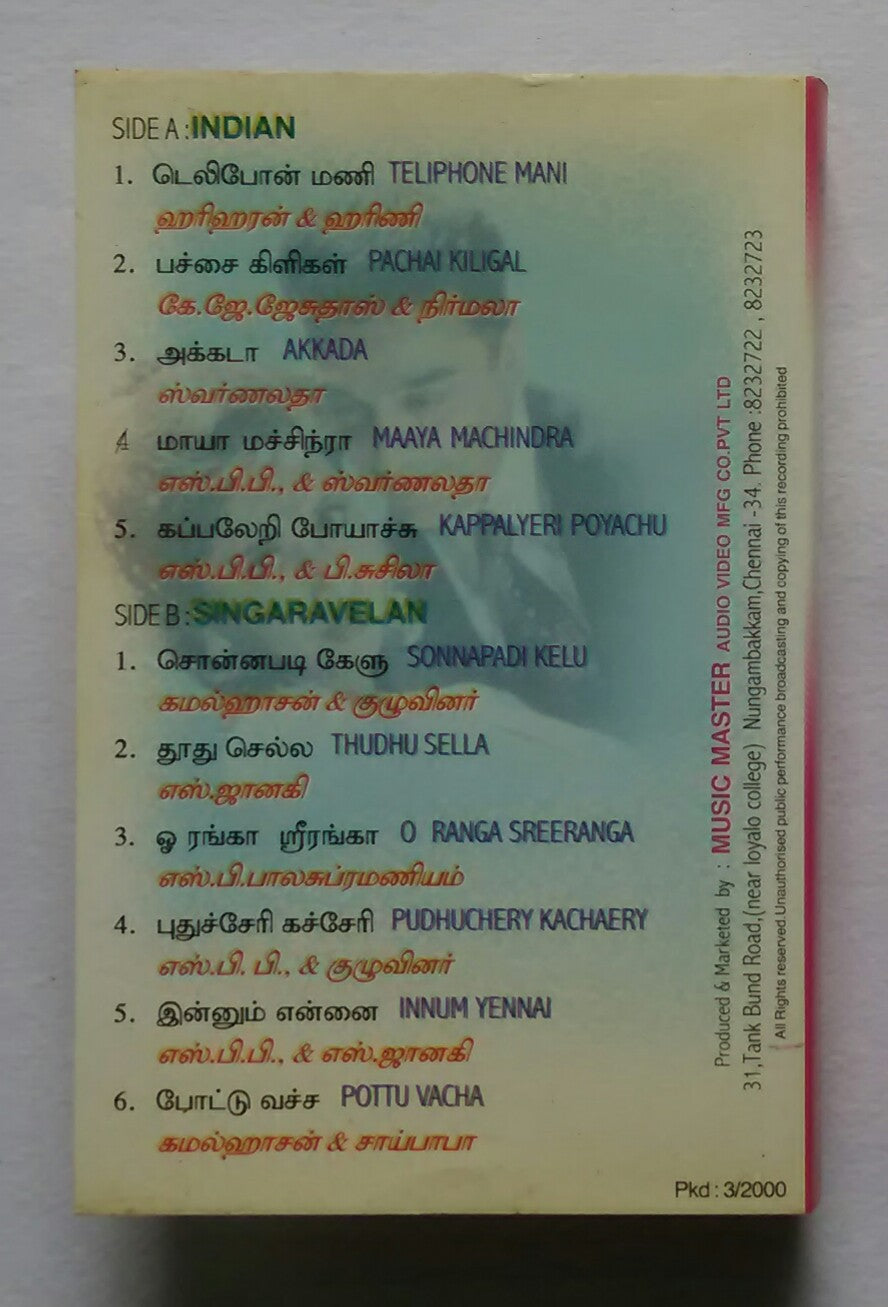 SIDE A : INDIAN
1. டெலிபோன் மணி TELIPHONE MANI
ஹரிஹரன் & ஹரிணி
2. பச்சை கிளிகள் PACHAI KILIGAL
கே.ஜே.ஜேசுதாஸ் & நிர்மலா
3. அக்கடா AKKADA
ஸ்வர்ணலதா
4 மாயா மச்சிந்ரா MAAYA MACHINDRA
எஸ்.பி.பி., & ஸ்வர்ணலதா
5. கப்பலேறி போயாச்சு KAPPALYERI POYACHU
எஸ்.பி.பி., & பி.சுசிலா
SIDE B : SINGARAVELAN
1. சொன்னபடி கேளு SONNAPADI KELU
கமல்ஹாசன் & குழுவினர்
2. தூது செல்ல THUDHU SELLA
எஸ்.ஜானகி
3. ஓ ரங்கா ஸ்ரீரங்கா O RANGA SREERANGA
எஸ்.பி.பாலசுப்ரமணியம்
4. புதுச்சேரி கச்சேரி PUDHUCHERY KACHAERY
எஸ்.பி. பி., & குழுவினர்
5. இன்னும் என்னை INNUM YENNAI
எஸ்.பி.பி., & எஸ்.ஜானகி
6. போட்டு வச்ச POTTU VACHA
கமல்ஹாசன் & சாய்பாபா
Pkd : 3/2000
Produced & Marketed by : MUSIC MASTER AUDIO VIDEO MFG CO.PVT LTD
31,Tank Bund Road,(near loyalo college) Nungambakkam,Chennai -34. Phone :8232722 , 8232723
All Rights reserved.Unauthorised public performance broadcasting and copying of this recording prohibited